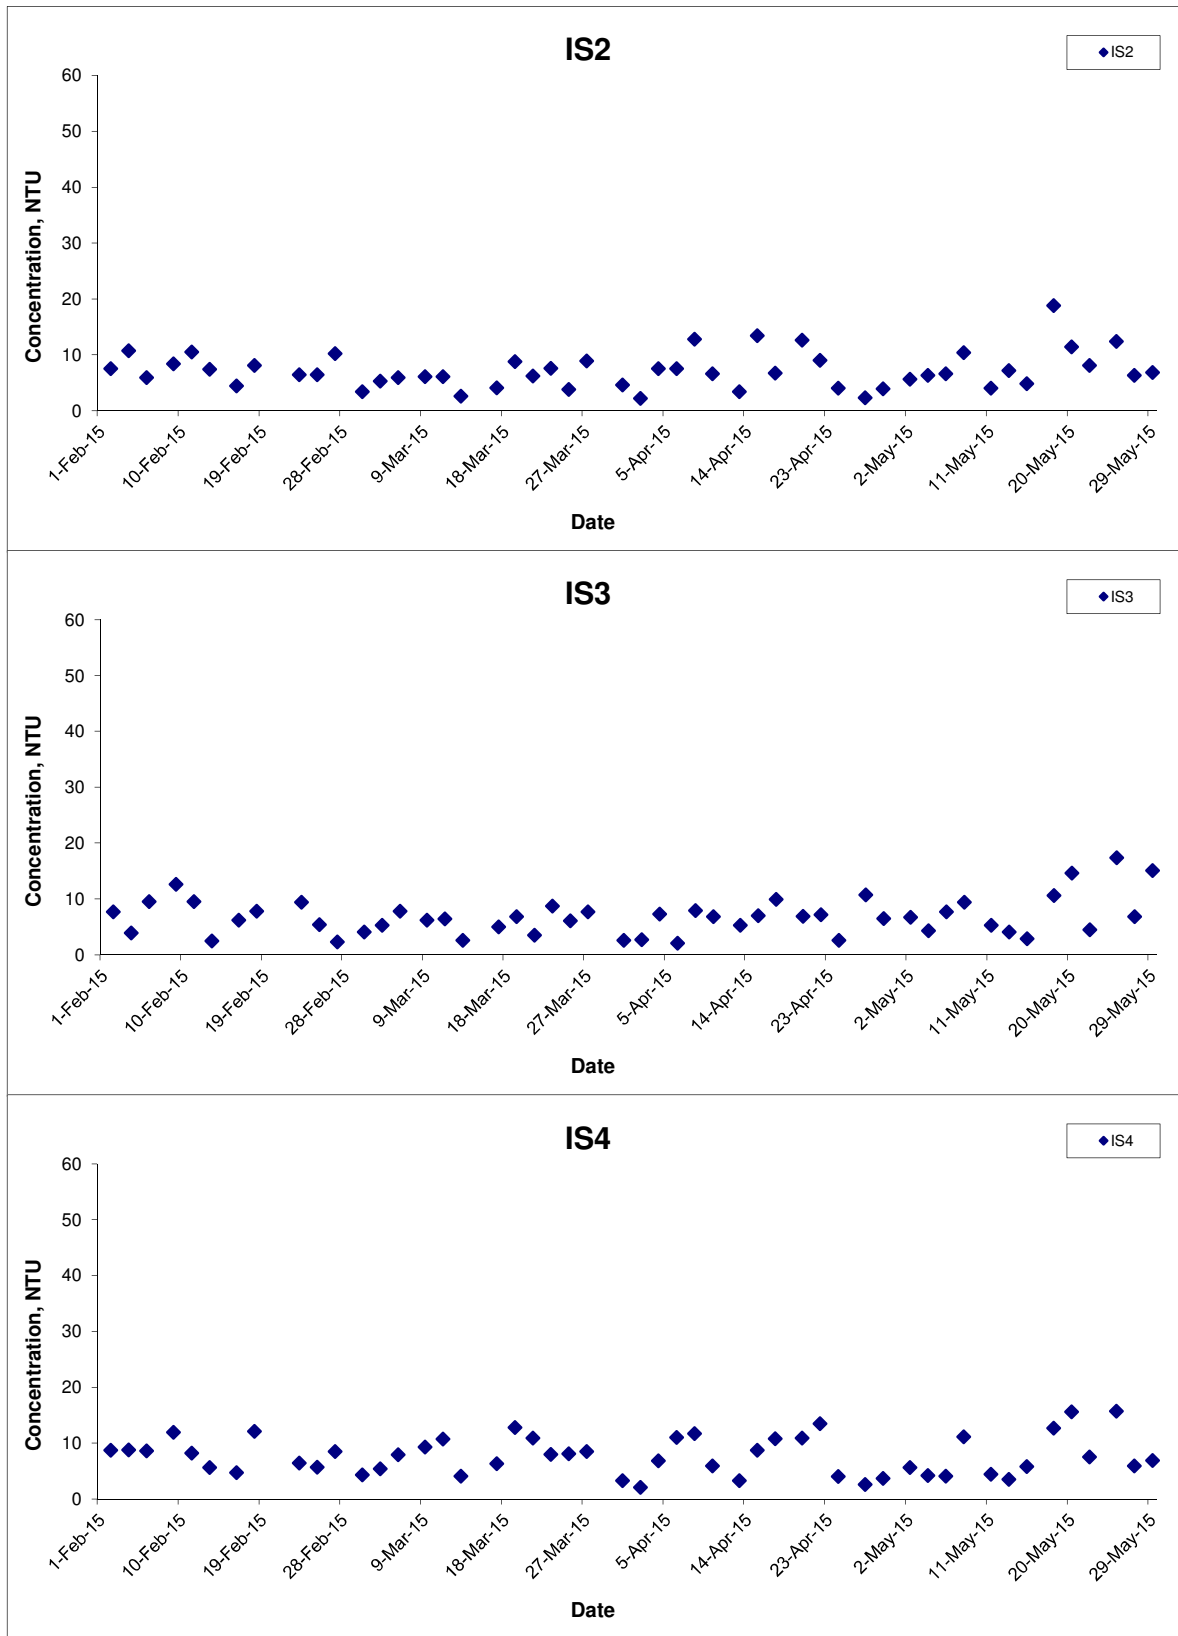 IS2
IS2
60
50
40
30
20
10
0
Concentration, NTU
1-Feb-15
10-Feb-15
19-Feb-15
28-Feb-15
9-Mar-15
18-Mar-15
27-Mar-15
5-Apr-15
14-Apr-15
23-Apr-15
2-May-15
11-May-15
20-May-15
29-May-15
Date
IS3
IS3
60
50
40
30
20
10
0
Concentration, NTU
1-Feb-15
10-Feb-15
19-Feb-15
28-Feb-15
9-Mar-15
18-Mar-15
27-Mar-15
5-Apr-15
14-Apr-15
23-Apr-15
2-May-15
11-May-15
20-May-15
29-May-15
Date
IS4
IS4
60
50
40
30
20
10
0
Concentration, NTU
1-Feb-15
10-Feb-15
19-Feb-15
28-Feb-15
9-Mar-15
18-Mar-15
27-Mar-15
5-Apr-15
14-Apr-15
23-Apr-15
2-May-15
11-May-15
20-May-15
29-May-15
Date